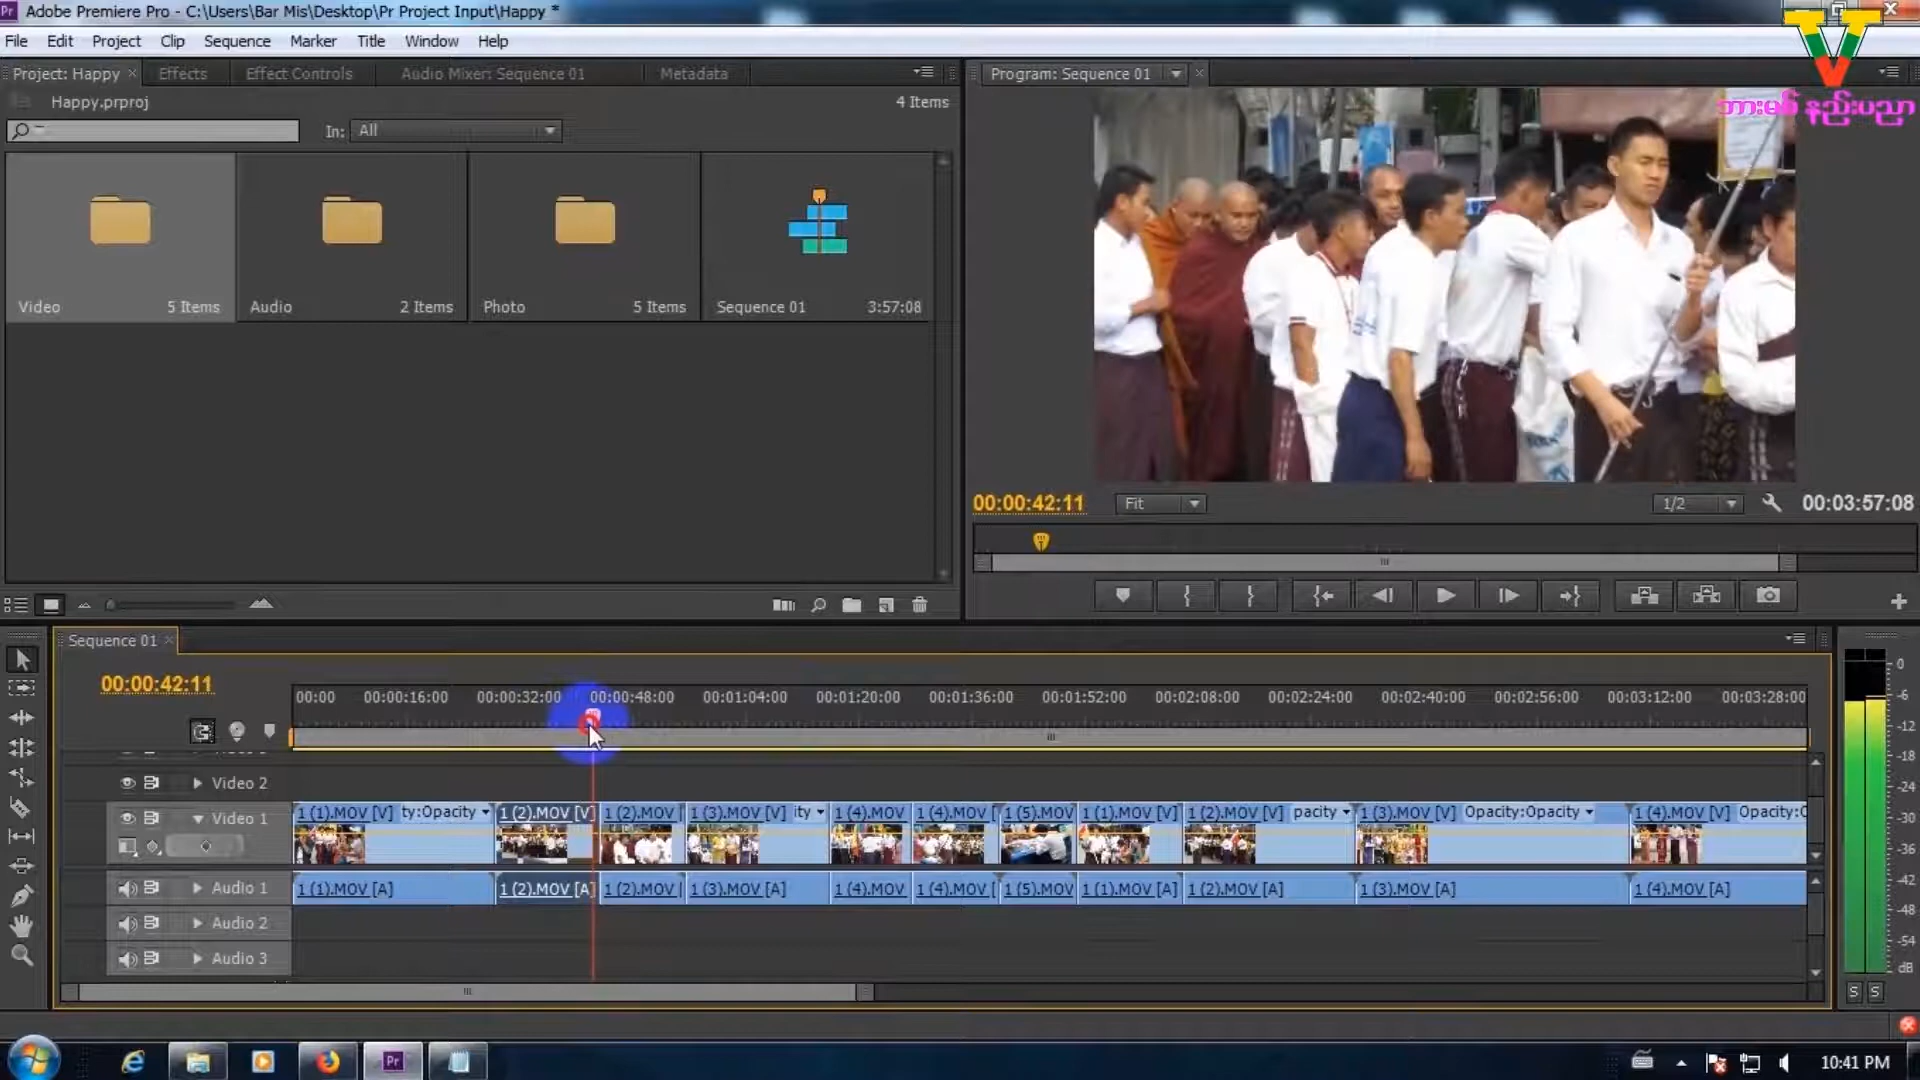 Pr Adobe Premiere Pro - C:\Users\Bar Mis\Desktop\Pr Project Input\Happy *
File Edit Project Clip Sequence Marker Title Window Help
TV
ဘားမစ် နည်းပညာ
Project: Happy × Effects Effect Controls Audio Mixer: Sequence 01 Metadata
Program: Sequence 01
Happy.prproj 4 Items
In: All
Video 5 Items
Audio 2 Items
Photo 5 Items
Sequence 01 3:57:08
00:00:42:11 Fit 1/2 00:03:57:08
Sequence 01 ×
00:00:42:11
00:00 00:00:16:00 00:00:32:00 00:00:48:00 00:01:04:00 00:01:20:00 00:01:36:00 00:01:52:00 00:02:08:00 00:02:24:00 00:02:40:00 00:02:56:00 00:03:12:00 00:03:28:00
Video 2
Video 1
1 (1).MOV [V] ty:Opacity 1 (2).MOV [V] 1 (2).MOV [ 1 (3).MOV [V] ity 1 (4).MOV 1 (4).MOV [ 1 (5).MOV 1 (1).MOV [V] 1 (2).MOV [V] pacity 1 (3).MOV [V] Opacity:Opacity 1 (4).MOV [V] Opacity:O
Audio 1
1 (1).MOV [A] 1 (2).MOV [A] 1 (2).MOV [ 1 (3).MOV [A] 1 (4).MOV 1 (4).MOV [ 1 (5).MOV 1 (1).MOV [A] 1 (2).MOV [A] 1 (3).MOV [A] 1 (4).MOV [A]
Audio 2
Audio 3
0
-6
-12
-18
-24
-30
-36
-42
-48
-54
dB
S S
Pr
10:41 PM